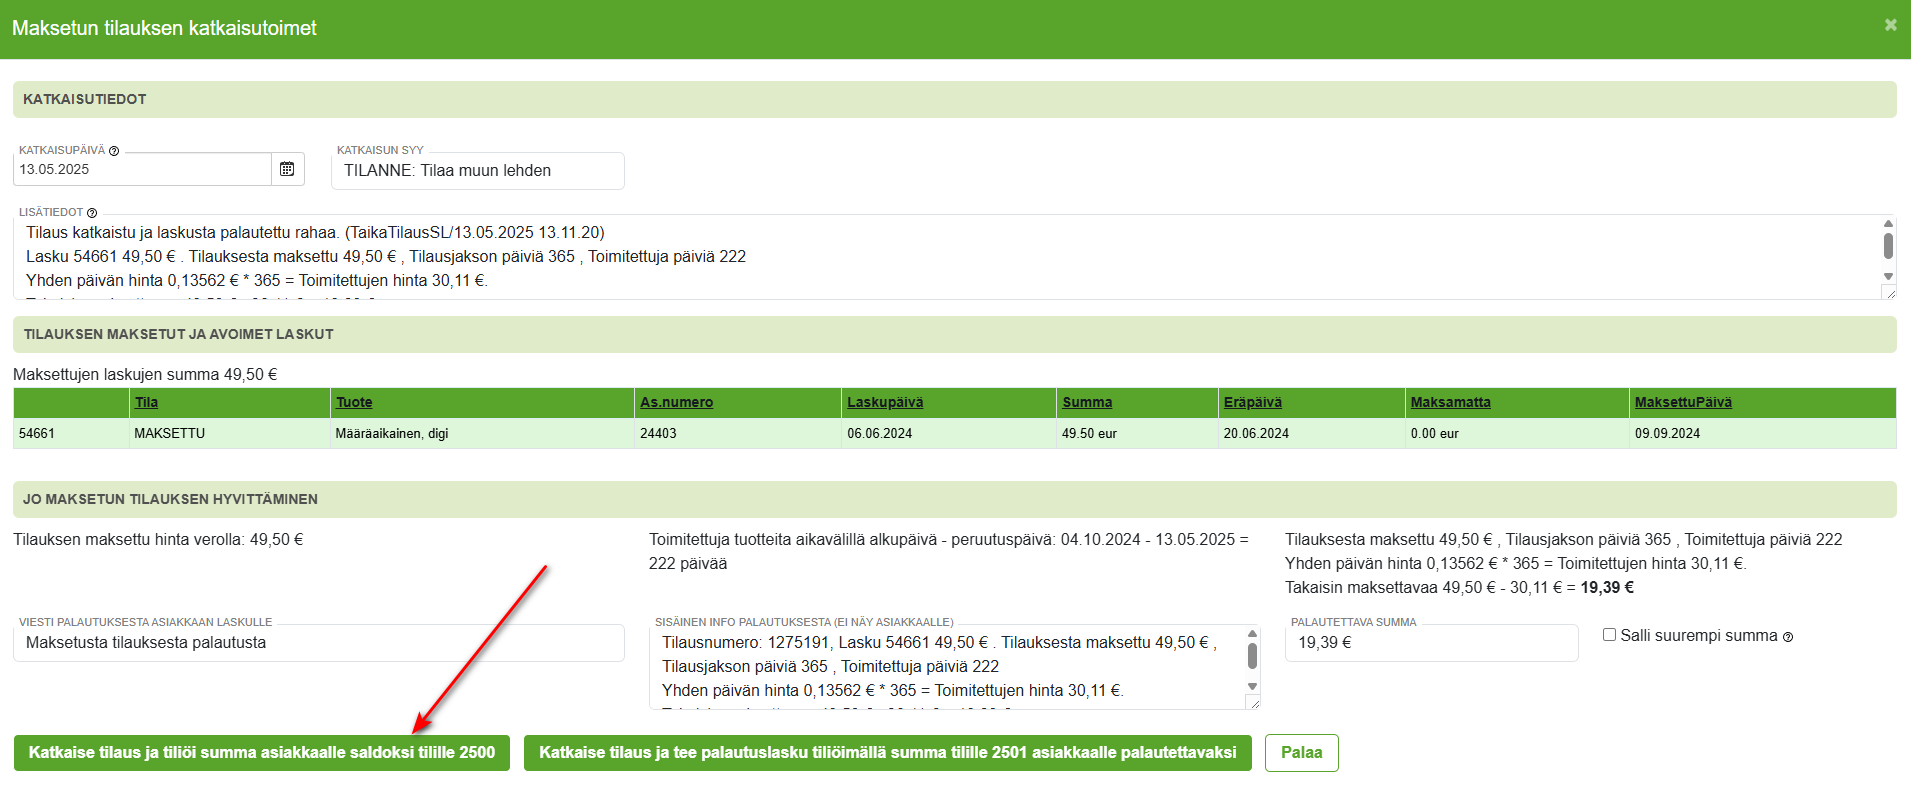 Maksetun tilauksen katkaisutoimet
KATKAISUTIEDOT
KATKAISUPÄIVÄ
13.05.2025
KATKAISUN SYY
TILANNE: Tilaa muun lehden
LISÄTIEDOT
Tilaus katkaistu ja laskusta palautettu rahaa. (TaikaTilausSL/13.05.2025 13.11.20)
Lasku 54661 49,50 € . Tilauksesta maksettu 49,50 € , Tilausjakson päiviä 365 , Toimitettuja päiviä 222
Yhden päivän hinta 0,13562 € * 365 = Toimitettujen hinta 30,11 €.
TILAUKSEN MAKSETUT JA AVOIMET LASKUT
Maksettujen laskujen summa 49,50 €
Tila Tuote As.numero Laskupäivä Summa Eräpäivä Maksamatta MaksettuPäivä
54661 MAKSETTU Määräaikainen, digi 24403 06.06.2024 49.50 eur 20.06.2024 0.00 eur 09.09.2024
JO MAKSETUN TILAUKSEN HYVITTÄMINEN
Tilauksen maksettu hinta verolla: 49,50 €
Toimitettuja tuotteita aikavälillä alkupäivä - peruutuspäivä: 04.10.2024 - 13.05.2025 =
222 päivää
Tilauksesta maksettu 49,50 € , Tilausjakson päiviä 365 , Toimitettuja päiviä 222
Yhden päivän hinta 0,13562 € * 365 = Toimitettujen hinta 30,11 €.
Takaisin maksettavaa 49,50 € - 30,11 € = 19,39 €
VIESTI PALAUTUKSESTA ASIAKKAAN LASKULLE
Maksetusta tilauksesta palautusta
SISÄINEN INFO PALAUTUKSESTA (EI NÄY ASIAKKAALLE)
Tilausnumero: 1275191, Lasku 54661 49,50 € . Tilauksesta maksettu 49,50 € ,
Tilausjakson päiviä 365 , Toimitettuja päiviä 222
Yhden päivän hinta 0,13562 € * 365 = Toimitettujen hinta 30,11 €.
PALAUTETTAVA SUMMA
19,39 €
Salli suurempi summa
Katkaise tilaus ja tiliöi summa asiakkaalle saldoksi tilille 2500
Katkaise tilaus ja tee palautuslasku tiliöimällä summa tilille 2501 asiakkaalle palautettavaksi
Palaa